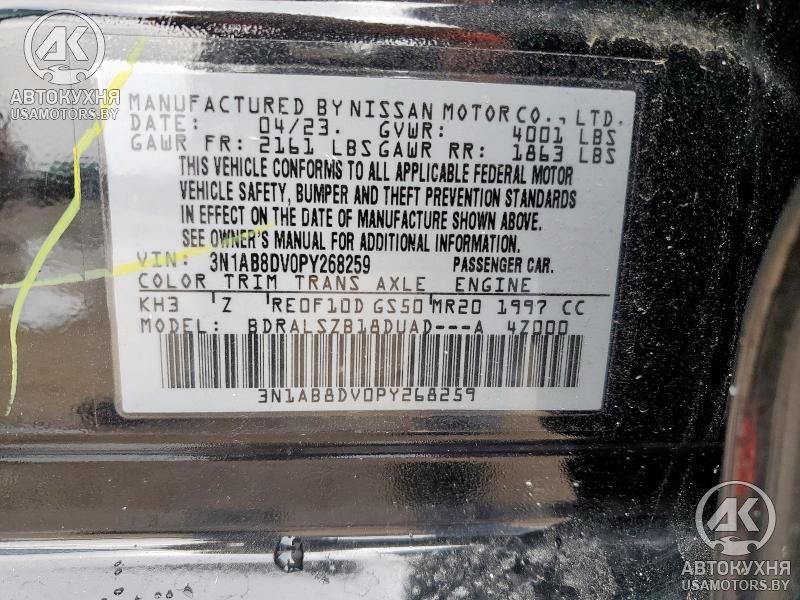 MANUFACTURED BY NISSAN MOTOR CO., LTD.
DATE: 04/23. GVWR: 4001 LBS
GAWR FR: 2161 LBS GAWR RR: 1863 LBS
THIS VEHICLE CONFORMS TO ALL APPLICABLE FEDERAL MOTOR
VEHICLE SAFETY, BUMPER AND THEFT PREVENTION STANDARDS
IN EFFECT ON THE DATE OF MANUFACTURE SHOWN ABOVE.
SEE OWNER'S MANUAL FOR ADDITIONAL INFORMATION.
VIN: 3N1AB8DV0PY268259 PASSENGER CAR.
COLOR TRIM TRANS AXLE ENGINE
KH3 Z RE0F10D GS50 MR20 1997 CC
MODEL: BDRALSZB18DUAD---A 4Z000
3N1AB8DV0PY268259
АК
АВТОКУХНЯ
USAMOTORS.BY
АК
АВТОКУХНЯ
USAMOTORS.BY